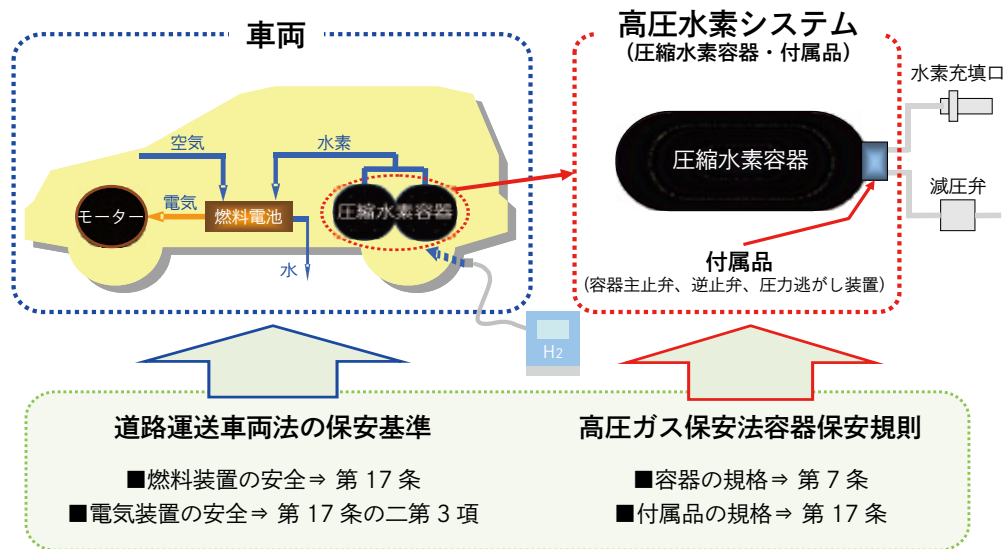 車両
空気
水素
モーター
電気
燃料電池
圧縮水素容器
水
H2
高圧水素システム
(圧縮水素容器・付属品)
水素充填口
圧縮水素容器
減圧弁
付属品
(容器主止弁、逆止弁、圧力逃がし装置)
道路運送車両法の保安基準
■燃料装置の安全⇒ 第 17 条
■電気装置の安全⇒ 第 17 条の二第 3 項
高圧ガス保安法容器保安規則
■容器の規格⇒ 第 7 条
■付属品の規格⇒ 第 17 条